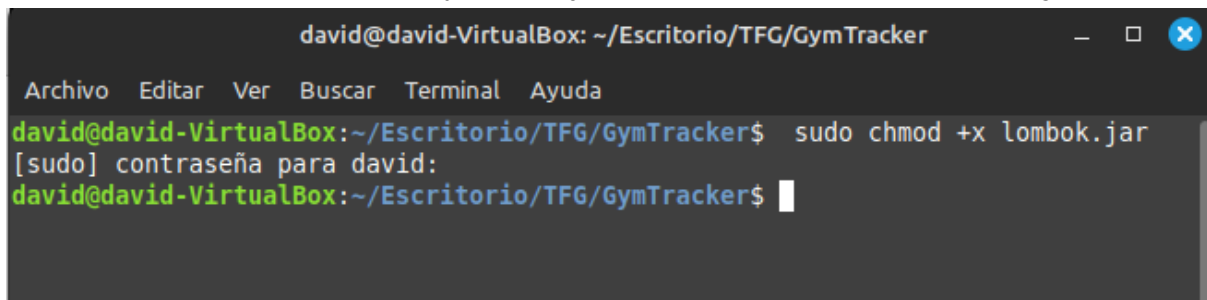 david@david-VirtualBox: ~/Escritorio/TFG/GymTracker
Archivo Editar Ver Buscar Terminal Ayuda
david@david-VirtualBox:~/Escritorio/TFG/GymTracker$  sudo chmod +x lombok.jar
[sudo] contraseña para david:
david@david-VirtualBox:~/Escritorio/TFG/GymTracker$